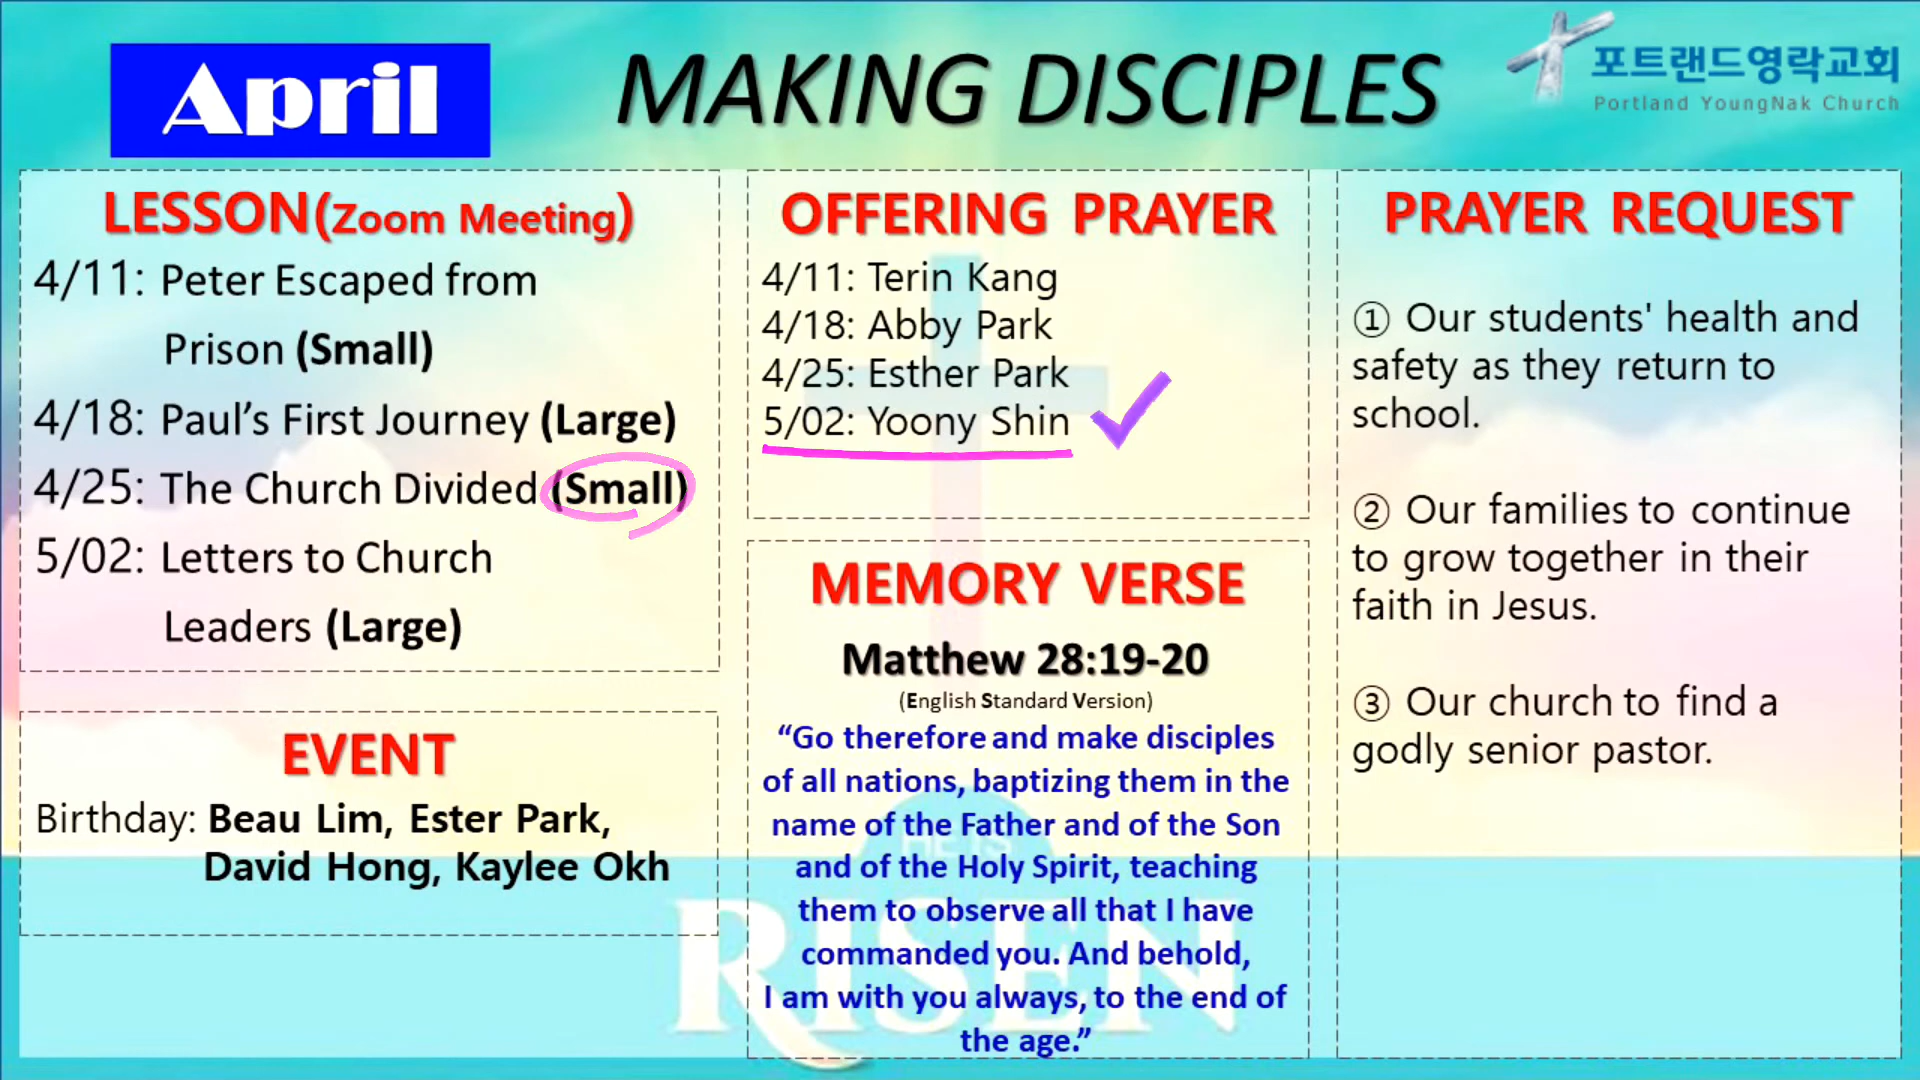 April
MAKING DISCIPLES
포트랜드영락교회
Portland YoungNak Church
LESSON(Zoom Meeting)
4/11: Peter Escaped from
Prison (Small)
4/18: Paul’s First Journey (Large)
4/25: The Church Divided (Small)
5/02: Letters to Church
Leaders (Large)
EVENT
Birthday: Beau Lim, Ester Park,
David Hong, Kaylee Okh
OFFERING PRAYER
4/11: Terin Kang
4/18: Abby Park
4/25: Esther Park
5/02: Yoony Shin
MEMORY VERSE
Matthew 28:19-20
(English Standard Version)
“Go therefore and make disciples
of all nations, baptizing them in the
name of the Father and of the Son
and of the Holy Spirit, teaching
them to observe all that I have
commanded you. And behold,
I am with you always, to the end of
the age.”
PRAYER REQUEST
① Our students' health and
safety as they return to
school.
② Our families to continue
to grow together in their
faith in Jesus.
③ Our church to find a
godly senior pastor.
HE IS
RISEN